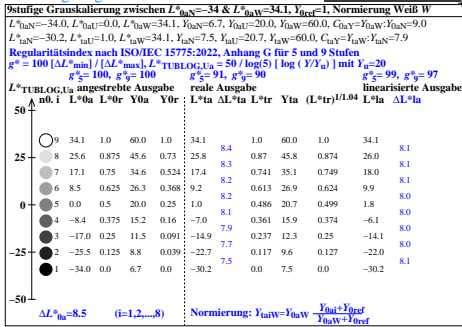 9stufige Grauskalierung zwischen L*0aN=−34 & L*0aW=34.1, Y0ref=1, Normierung Weiß W
L*0aN=−34.0, L*0aU=0.0, L*0aW=34.1, Y0aN=6.7, Y0aU=20.0, Y0aW=60.0, C0aY=Y0aW:Y0aN=9.0
L*taN=−30.2, L*taU=1.0, L*taW=34.1, YtaN=7.5, YtaU=20.7, YtaW=60.0, CtaY=YtaW:YtaN=7.9
Regularitätsindex nach ISO/IEC 15775:2022, Anhang G für 5 und 9 Stufen
g* = 100 [ΔL*min] / [ΔL*max], L*TUBLOG,Ua = 50 / log(5) [ log ( Y/Yu) ] mit Yu=20
g*5= 100, g*9= 100 g*5= 91, g*9= 90 g*5= 99, g*9= 97
L*TUBLOG,Ua angestrebte Ausgabe reale Ausgabe linearisierte Ausgabe
n0. i L*0a L*0r Y0a Y0r L*ta ΔL*ta L*tr Yta (L*tr)1/1.04 L*la ΔL*la
9 34.1 1.0 60.0 1.0 34.1 1.0 60.0 1.0 34.1
8.4 8.1
25 8 25.6 0.875 45.6 0.73 25.8 0.87 45.8 0.874 26.0
8.3 8.1
7 17.1 0.75 34.6 0.524 17.4 0.741 35.1 0.749 18.0
8.2 8.1
6 8.5 0.625 26.3 0.368 9.2 0.613 26.9 0.624 9.9
8.2 8.0
0 5 0.0 0.5 20.0 0.25 1.0 0.486 20.7 0.499 1.8
8.1 8.0
4 −8.4 0.375 15.2 0.16 −7.0 0.361 15.9 0.374 −6.1
7.9 8.0
3 −17.0 0.25 11.5 0.091 −14.9 0.237 12.3 0.25 −14.1
7.7 8.0
−25 2 −25.5 0.125 8.8 0.039 −22.6 0.117 9.6 0.127 −22.0
7.5 8.1
1 −34.0 0.0 6.7 0.0 −30.2 0.0 7.5 0.0 −30.2
−50
ΔL*0a=8.5 (i=1,2,...,8) Normierung: YtaiW=Y0aW (Y0ai+Y0ref)/(Y0aW+Y0ref)